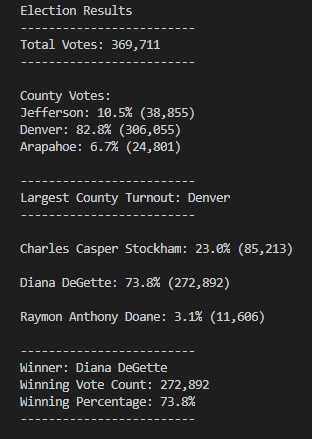 Election Results
-------------------------
Total Votes: 369,711
-------------------------
County Votes:
Jefferson: 10.5% (38,855)
Denver: 82.8% (306,055)
Arapahoe: 6.7% (24,801)
-------------------------
Largest County Turnout: Denver
-------------------------
Charles Casper Stockham: 23.0% (85,213)
Diana DeGette: 73.8% (272,892)
Raymon Anthony Doane: 3.1% (11,606)
-------------------------
Winner: Diana DeGette
Winning Vote Count: 272,892
Winning Percentage: 73.8%
-------------------------